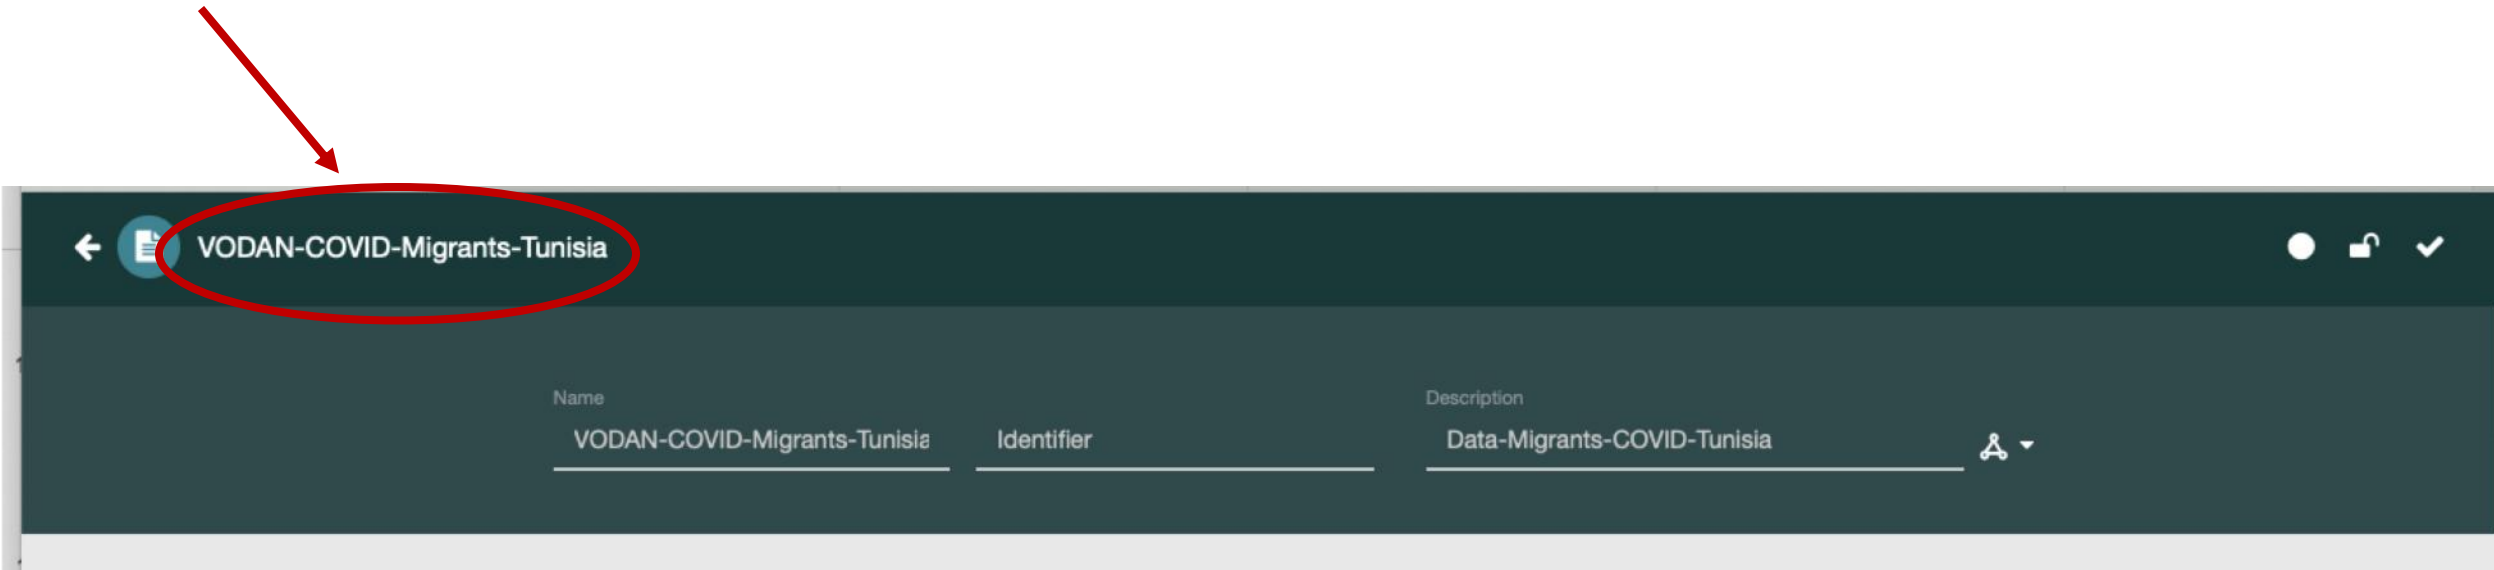 VODAN-COVID-Migrants-Tunisia
Name
Description
VODAN-COVID-Migrants-Tunisia
Identifier
Data-Migrants-COVID-Tunisia